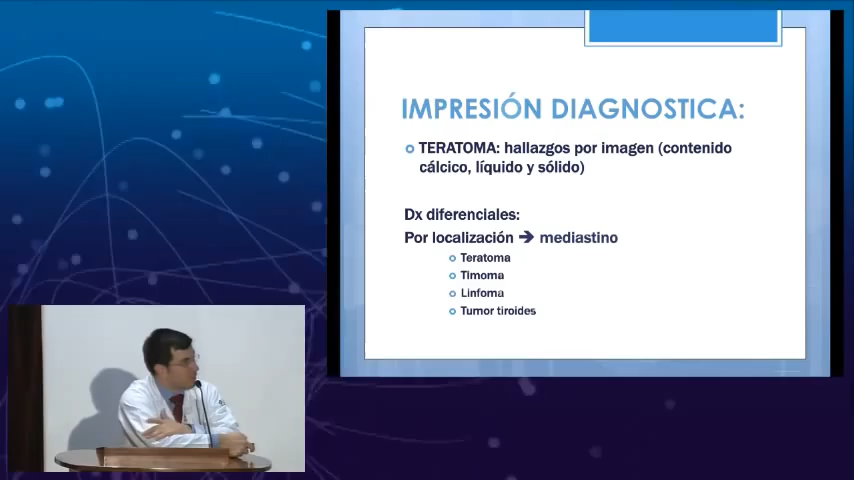 IMPRESIÓN DIAGNOSTICA:
TERATOMA: hallazgos por imagen (contenido
cálcico, líquido y sólido)
Dx diferenciales:
Por localización ➔ mediastino
Teratoma
Timoma
Linfoma
Tumor tiroides